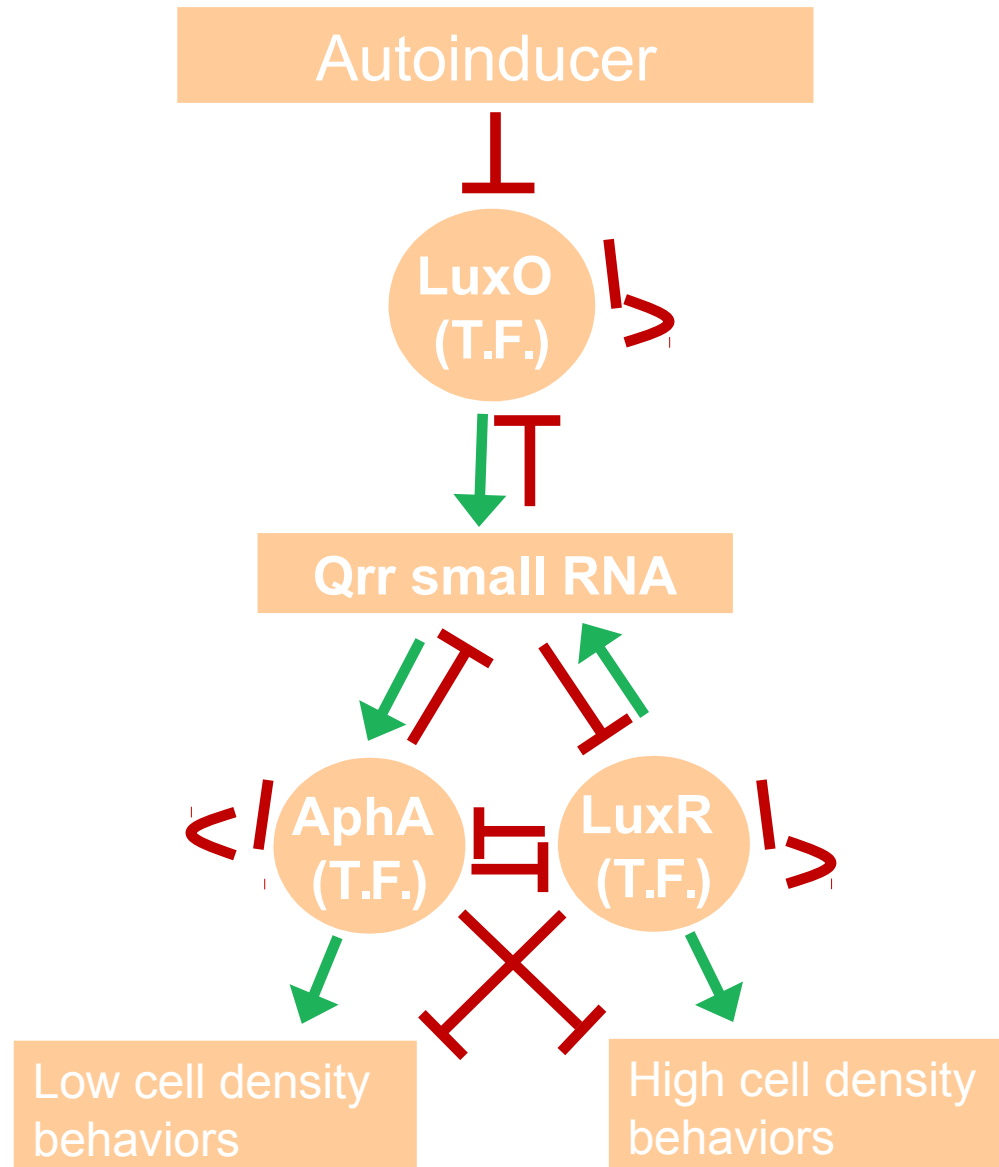 Autoinducer
LuxO
(T.F.)
Qrr small RNA
AphA
(T.F.)
LuxR
(T.F.)
Low cell density
behaviors
High cell density
behaviors